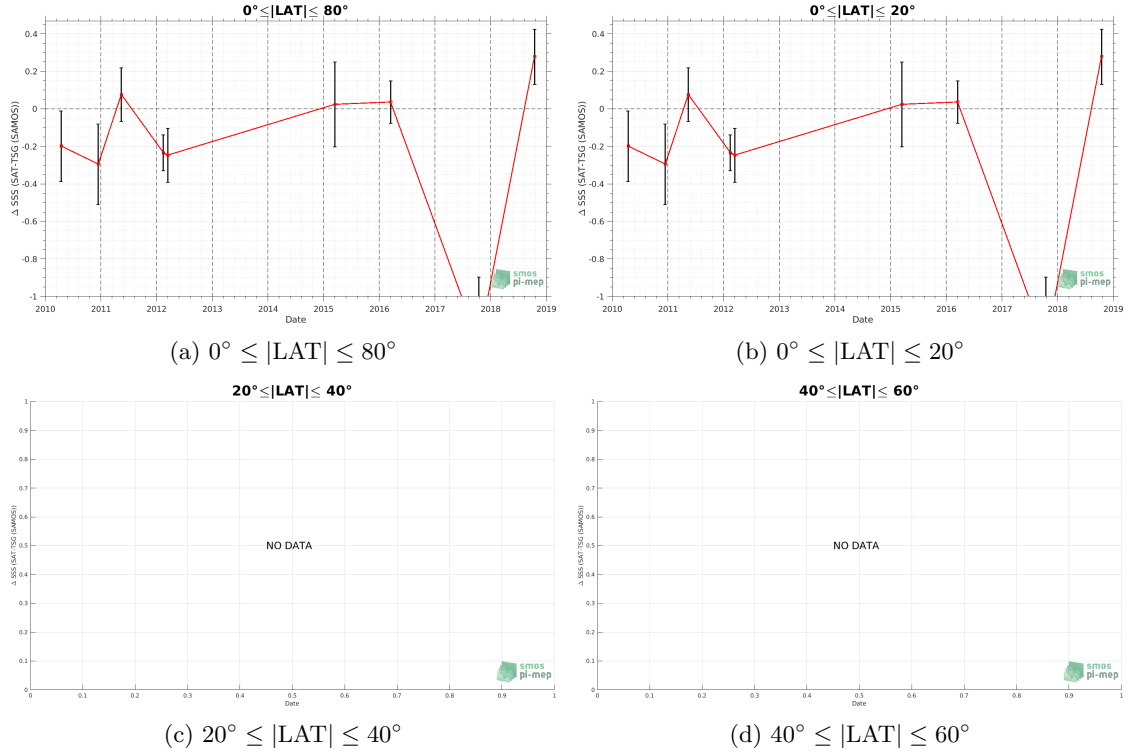 0°≤|LAT|≤ 80°
0.4
0.2
0
-0.2
-0.4
-0.6
-0.8
-1
Δ SSS (SAT-TSG (SAMOS))
2010 2011 2012 2013 2014 2015 2016 2017 2018 2019
Date
smos
pi-mep
(a) 0° ≤ |LAT| ≤ 80°
0°≤|LAT|≤ 20°
0.4
0.2
0
-0.2
-0.4
-0.6
-0.8
-1
Δ SSS (SAT-TSG (SAMOS))
2010 2011 2012 2013 2014 2015 2016 2017 2018 2019
Date
smos
pi-mep
(b) 0° ≤ |LAT| ≤ 20°
20°≤|LAT|≤ 40°
1
0.9
0.8
0.7
0.6
0.5
0.4
0.3
0.2
0.1
0
Δ SSS (SAT-TSG (SAMOS))
NO DATA
0 0.1 0.2 0.3 0.4 0.5 0.6 0.7 0.8 0.9 1
Date
smos
pi-mep
(c) 20° ≤ |LAT| ≤ 40°
40°≤|LAT|≤ 60°
1
0.9
0.8
0.7
0.6
0.5
0.4
0.3
0.2
0.1
0
Δ SSS (SAT-TSG (SAMOS))
NO DATA
0 0.1 0.2 0.3 0.4 0.5 0.6 0.7 0.8 0.9 1
Date
smos
pi-mep
(d) 40° ≤ |LAT| ≤ 60°